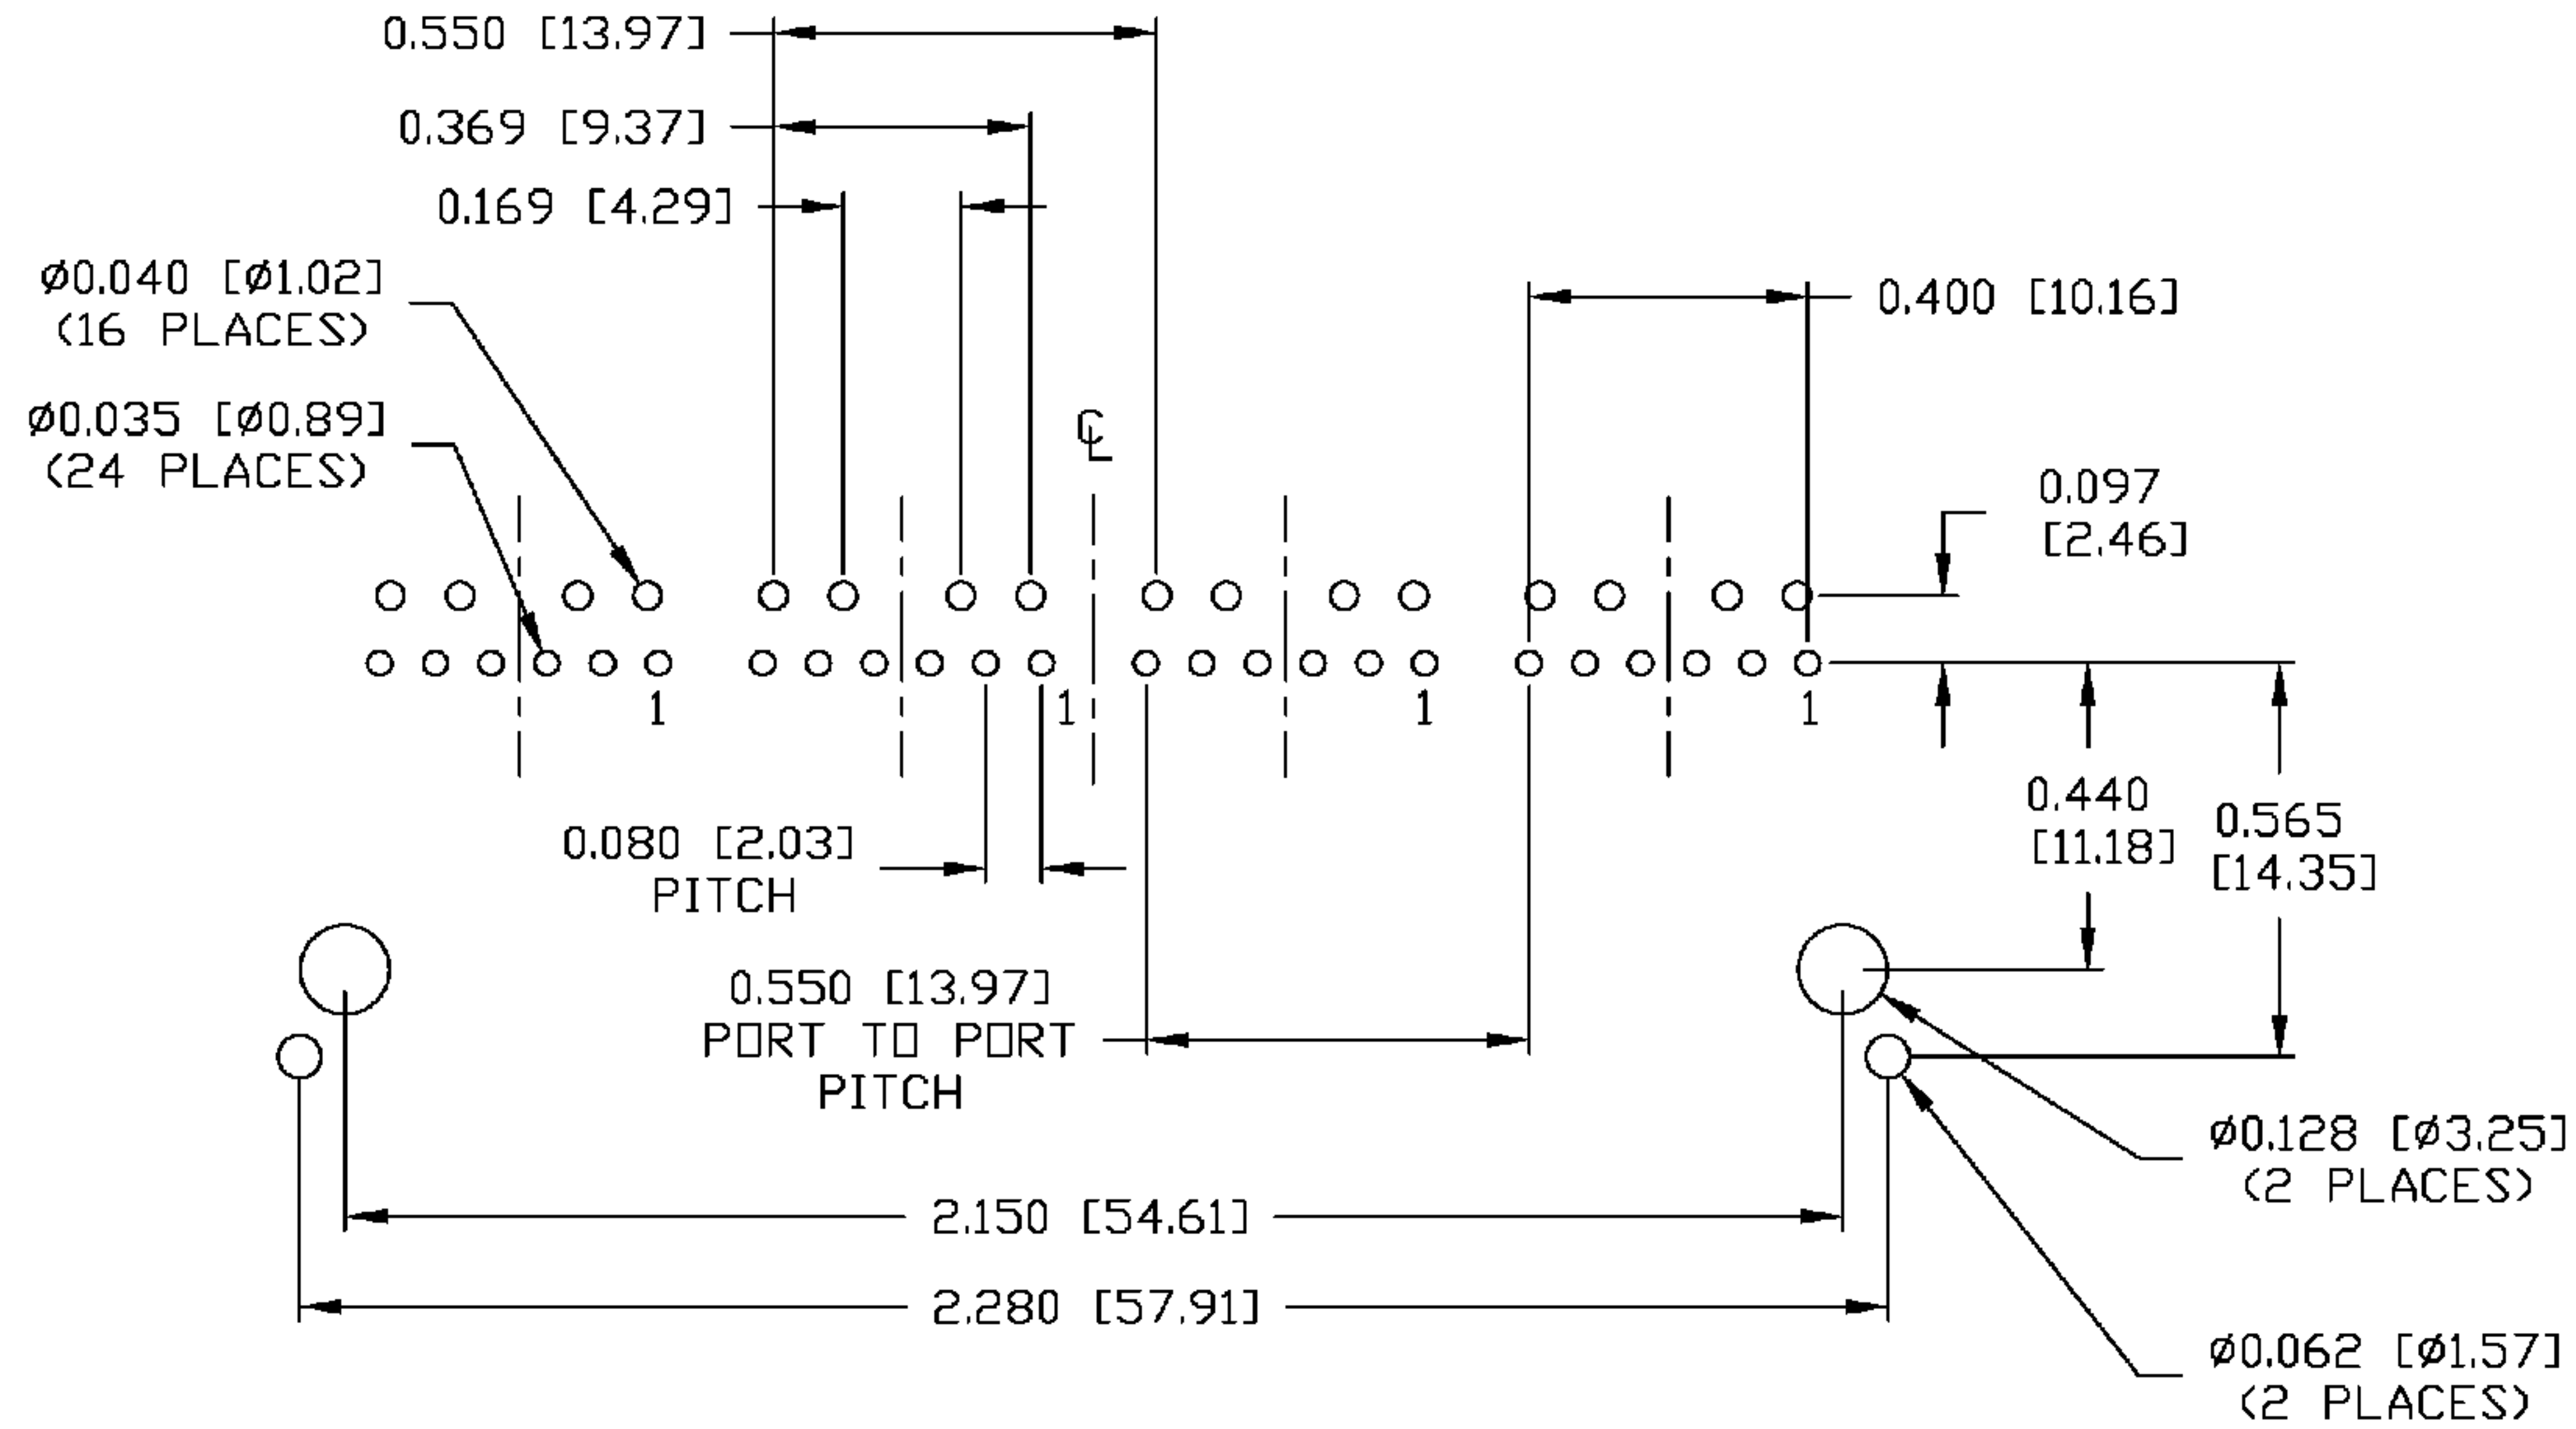 0.550 [13.97]
0.369 [9.37]
0.169 [4.29]
ø0.040 [ø1.02]
(16 PLACES)
0.400 [10.16]
ø0.035 [ø0.89]
(24 PLACES)
℄
0.097
[2.46]
1
1
1
1
0.080 [2.03]
PITCH
0.440
[11.18]
0.565
[14.35]
0.550 [13.97]
PORT TO PORT
PITCH
ø0.128 [ø3.25]
(2 PLACES)
2.150 [54.61]
2.280 [57.91]
ø0.062 [ø1.57]
(2 PLACES)